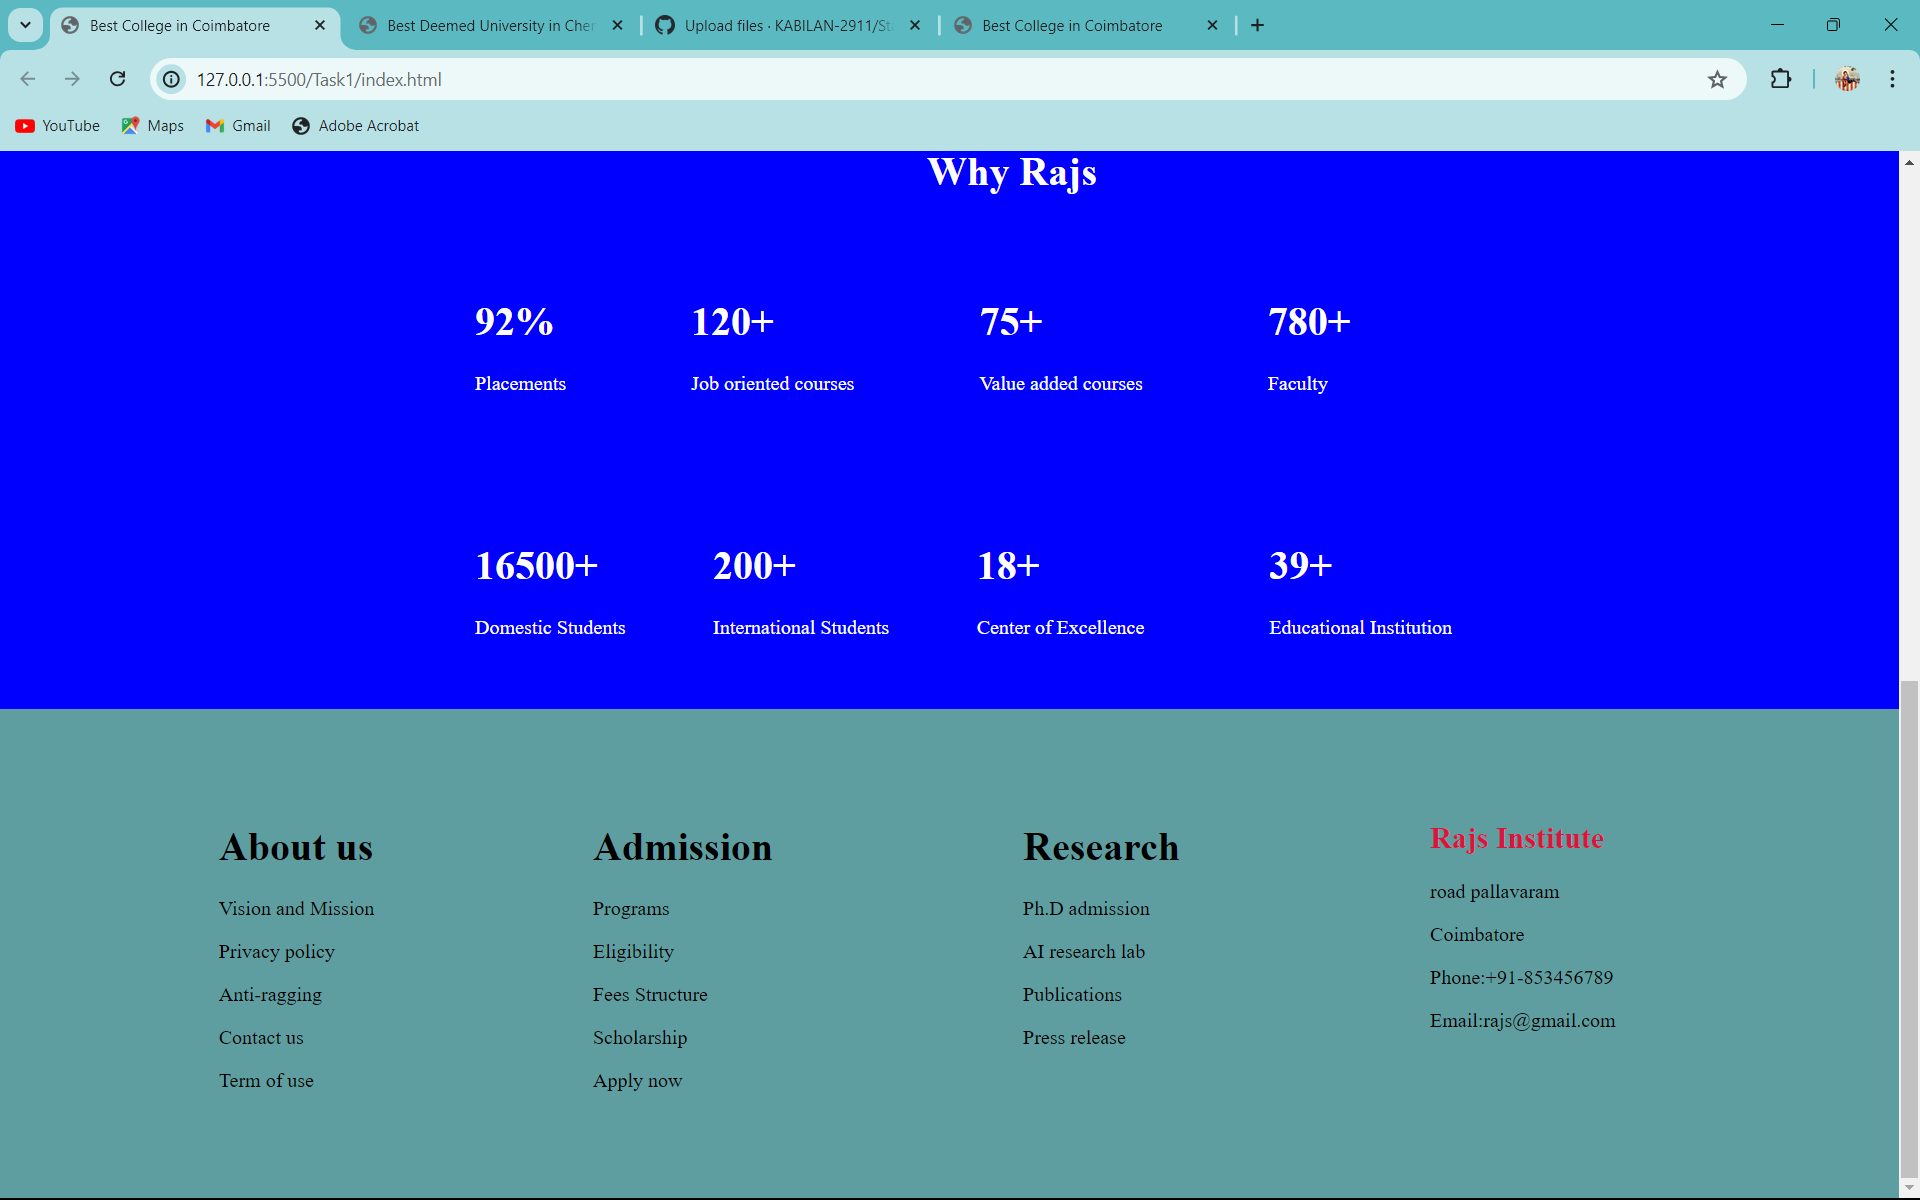 Best College in Coimbatore
Best Deemed University in Cher
Upload files · KABILAN-2911/St
Best College in Coimbatore
127.0.0.1:5500/Task1/index.html
YouTube
Maps
Gmail
Adobe Acrobat
Why Rajs
92%
120+
75+
780+
Placements
Job oriented courses
Value added courses
Faculty
16500+
200+
18+
39+
Domestic Students
International Students
Center of Excellence
Educational Institution
About us
Vision and Mission
Privacy policy
Anti-ragging
Contact us
Term of use
Admission
Programs
Eligibility
Fees Structure
Scholarship
Apply now
Research
Ph.D admission
AI research lab
Publications
Press release
Rajs Institute
road pallavaram
Coimbatore
Phone:+91-853456789
Email:rajs@gmail.com